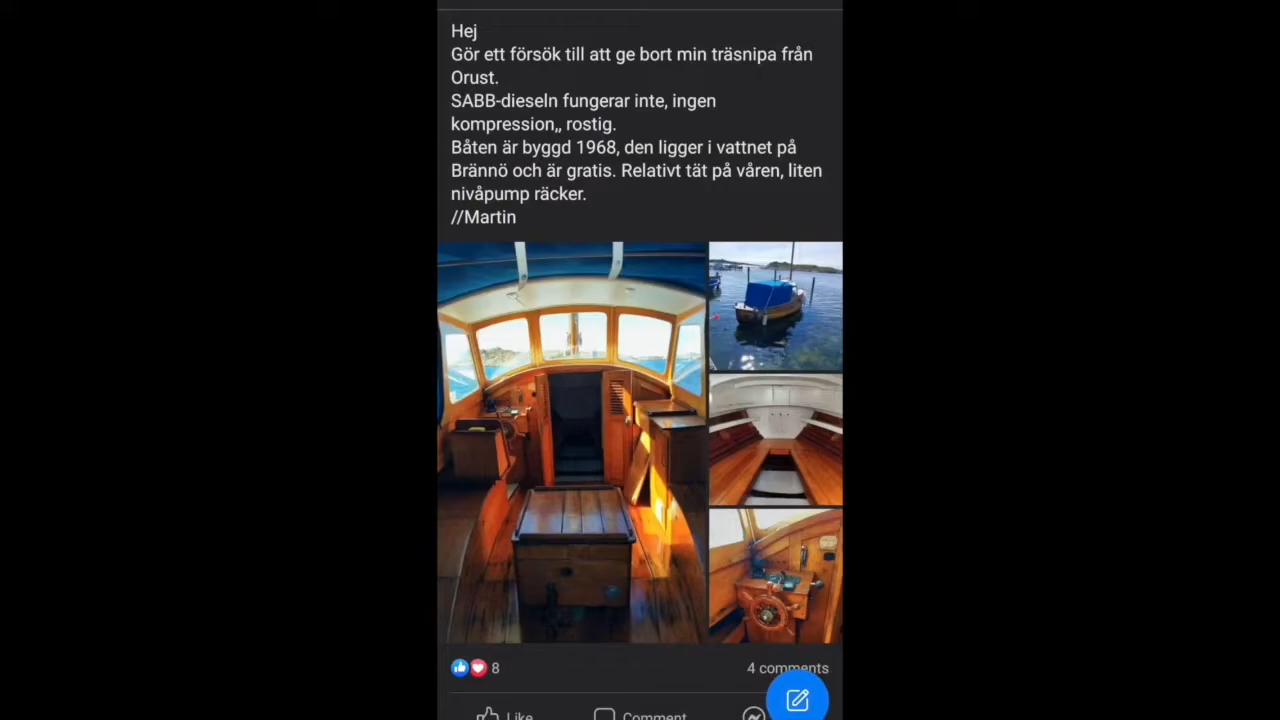 Hej
Gör ett försök till att ge bort min träsnipa från
Orust.
SABB-dieseln fungerar inte, ingen
kompression,, rostig.
Båten är byggd 1968, den ligger i vattnet på
Brännö och är gratis. Relativt tät på våren, liten
nivåpump räcker.
//Martin
8
4 comments
Like
Comment